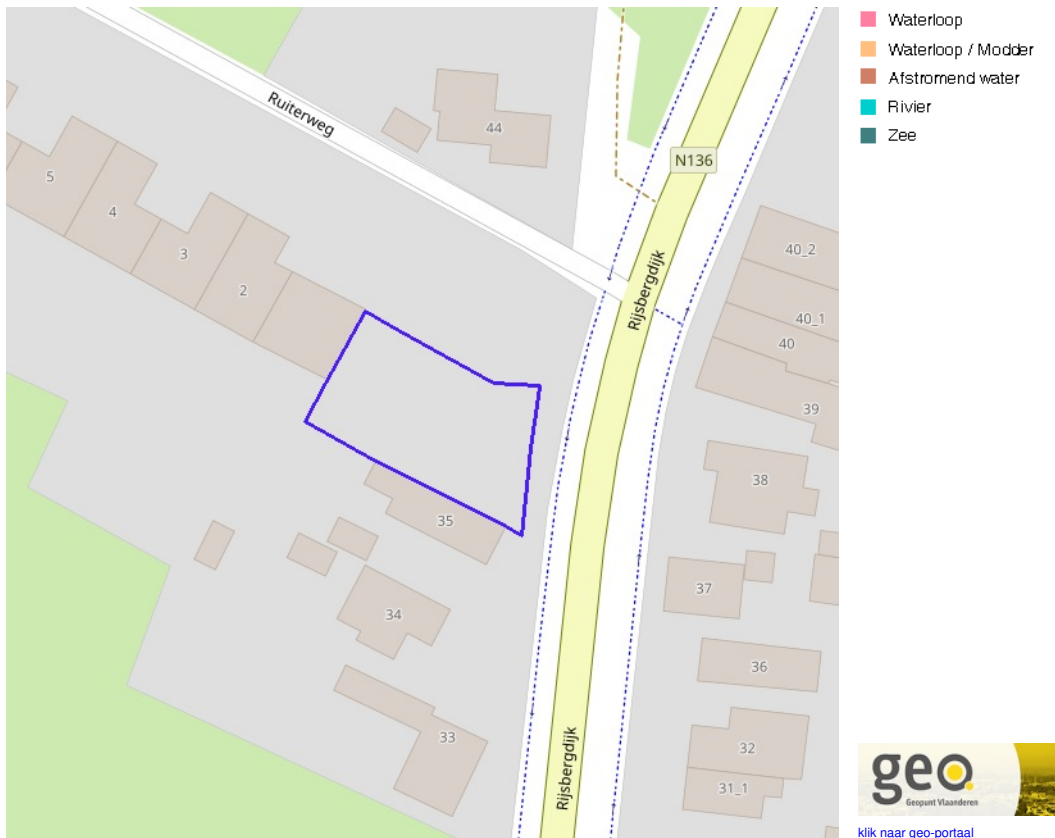 Ruiterweg
44
N136
Rijsbergdijk
5
4
3
2
40_2
40_1
40
39
38
35
37
34
36
33
32
31_1
Rijsbergdijk
Waterloop
Waterloop / Modder
Afstromend water
Rivier
Zee
geo
Geopunt Vlaanderen
klik naar geo-portaal